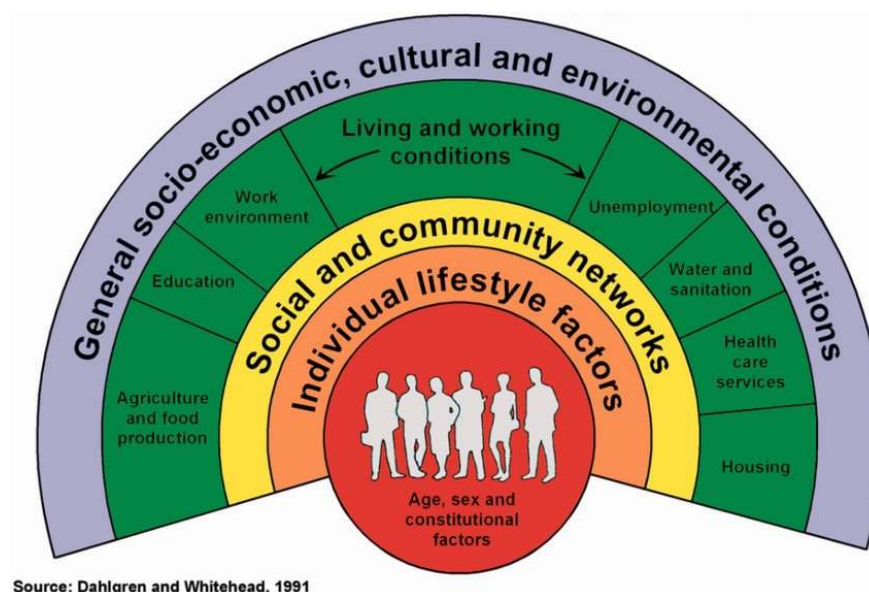 General socio-economic, cultural and environmental conditions
Living and working
conditions
Work
environment
Unemployment
Education
Water and
sanitation
Agriculture
and food
production
Health
care
services
Housing
Social and community networks
Individual lifestyle factors
Age, sex and
constitutional
factors
Source: Dahlgren and Whitehead, 1991